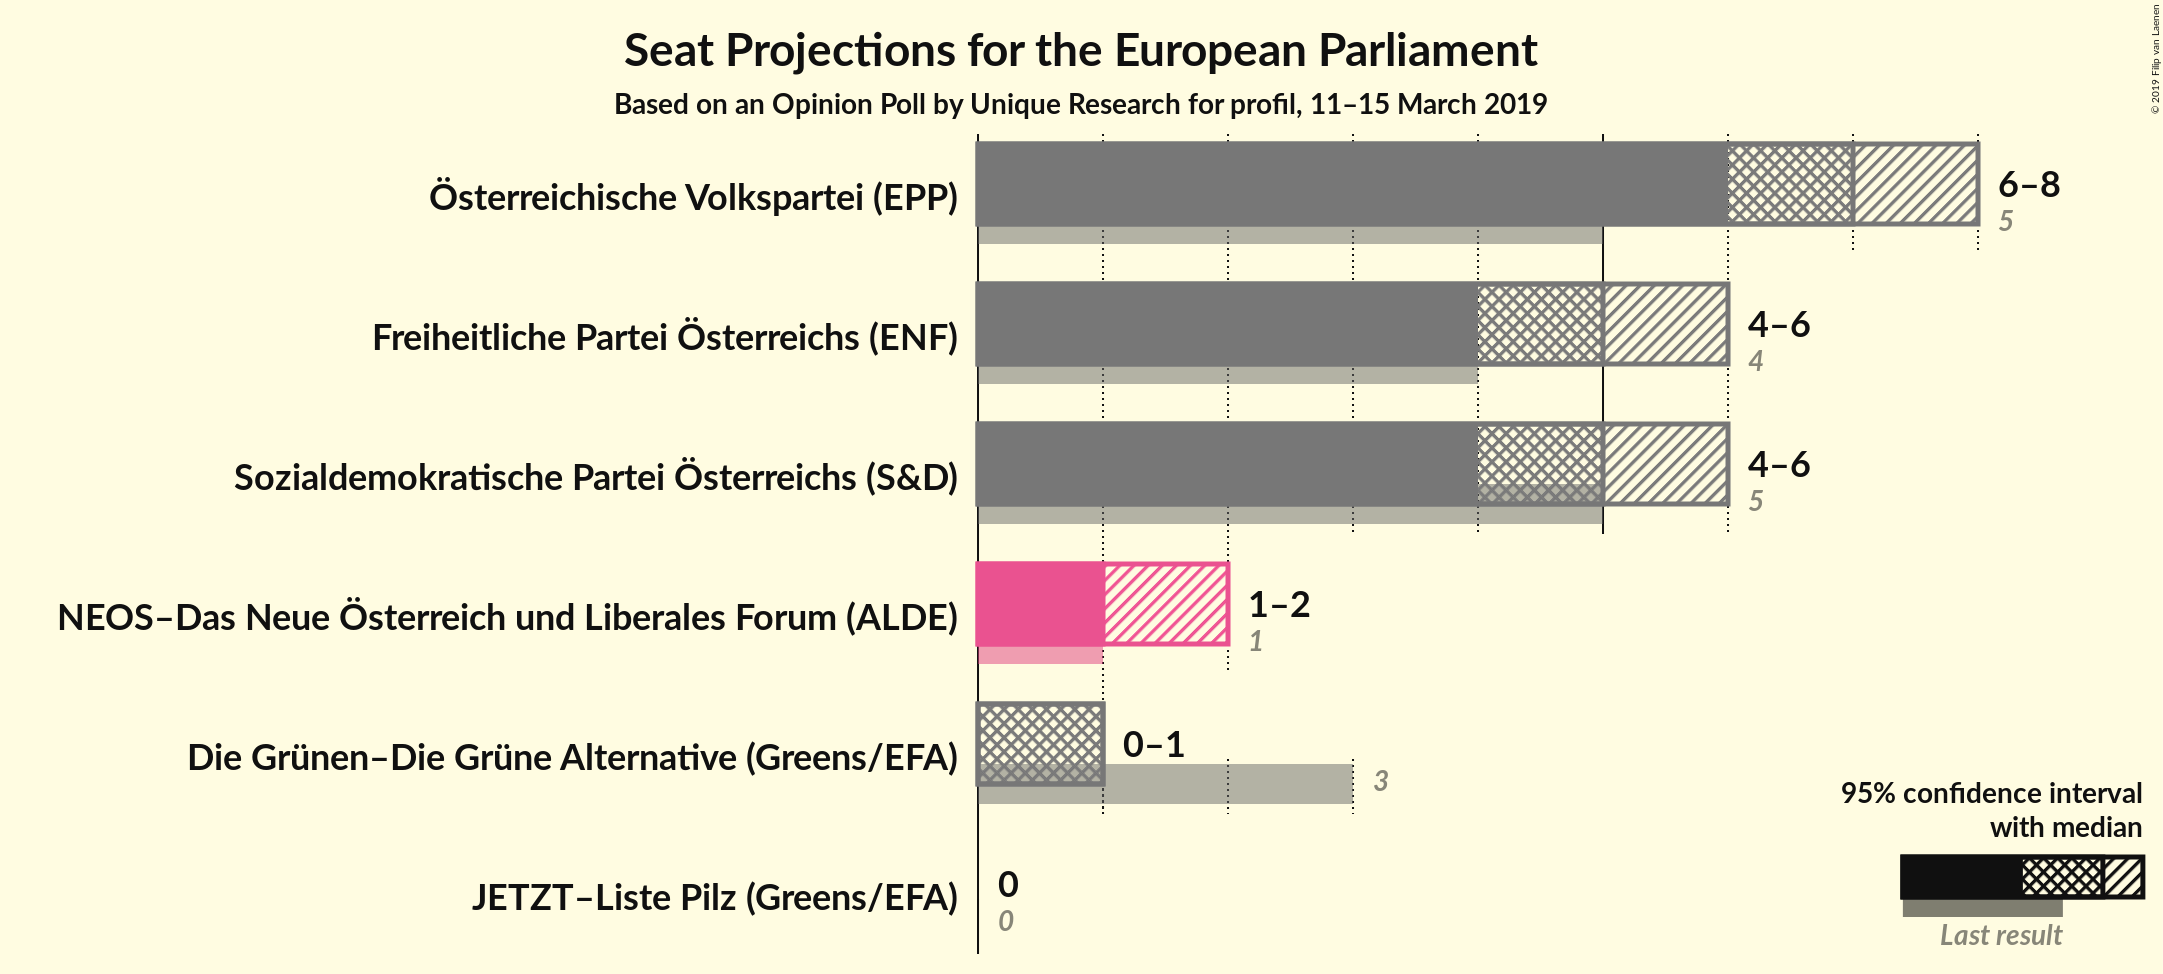 Seat Projections for the European Parliament
Based on an Opinion Poll by Unique Research for profil, 11–15 March 2019
© 2019 Filip van Laenen
Österreichische Volkspartei (EPP)
6–8
5
Freiheitliche Partei Österreichs (ENF)
4–6
4
Sozialdemokratische Partei Österreichs (S&D)
4–6
5
NEOS–Das Neue Österreich und Liberales Forum (ALDE)
1–2
1
Die Grünen–Die Grüne Alternative (Greens/EFA)
0–1
3
JETZT–Liste Pilz (Greens/EFA)
0
0
95% confidence interval
with median
Last result